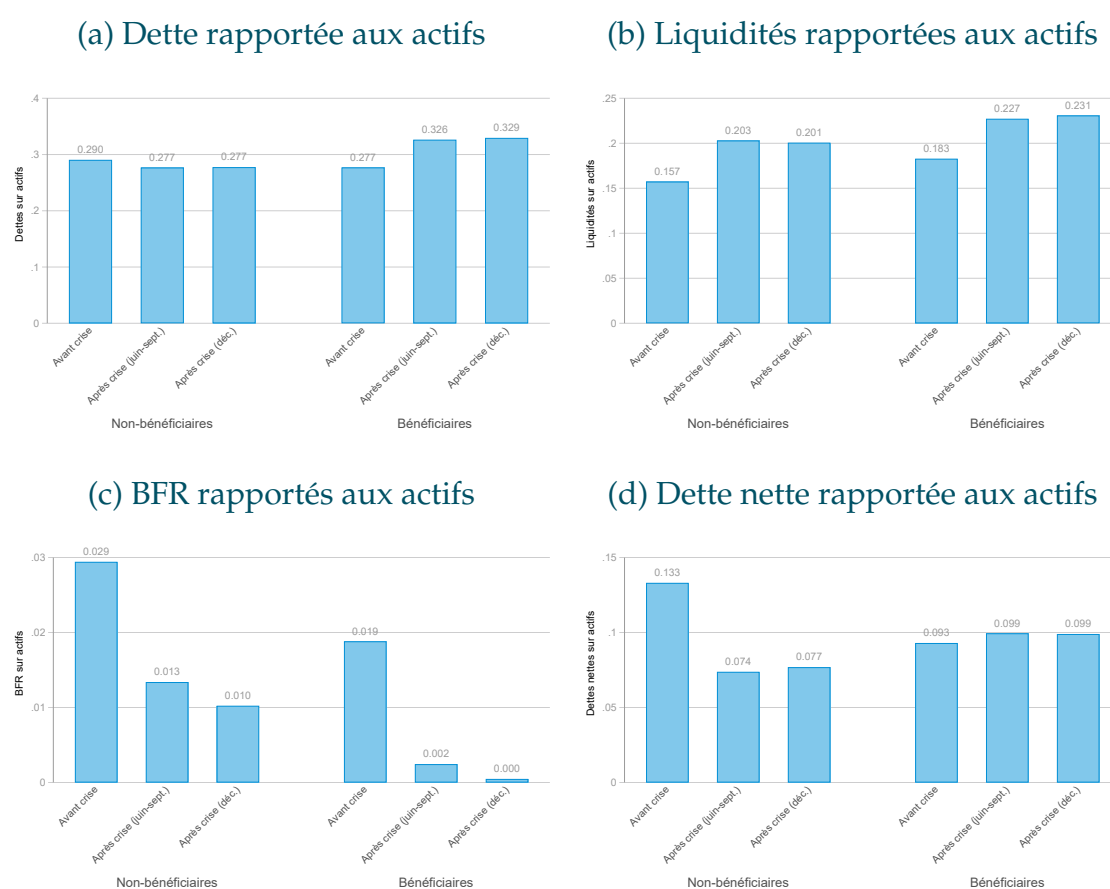 (a) Dette rapportée aux actifs
.4
.3
.2
.1
0
Dettes sur actifs
0.290
0.277
0.277
0.277
0.326
0.329
Avant crise
Après crise (juin-sept.)
Après crise (déc.)
Avant crise
Après crise (juin-sept.)
Après crise (déc.)
Non-bénéficiaires
Bénéficiaires
(b) Liquidités rapportées aux actifs
.25
.2
.15
.1
.05
0
Liquidités sur actifs
0.157
0.203
0.201
0.183
0.227
0.231
Avant crise
Après crise (juin-sept.)
Après crise (déc.)
Avant crise
Après crise (juin-sept.)
Après crise (déc.)
Non-bénéficiaires
Bénéficiaires
(c) BFR rapportés aux actifs
.03
.02
.01
0
BFR sur actifs
0.029
0.013
0.010
0.019
0.002
0.000
Avant crise
Après crise (juin-sept.)
Après crise (déc.)
Avant crise
Après crise (juin-sept.)
Après crise (déc.)
Non-bénéficiaires
Bénéficiaires
(d) Dette nette rapportée aux actifs
.15
.1
.05
0
Dettes nettes sur actifs
0.133
0.074
0.077
0.093
0.099
0.099
Avant crise
Après crise (juin-sept.)
Après crise (déc.)
Avant crise
Après crise (juin-sept.)
Après crise (déc.)
Non-bénéficiaires
Bénéficiaires